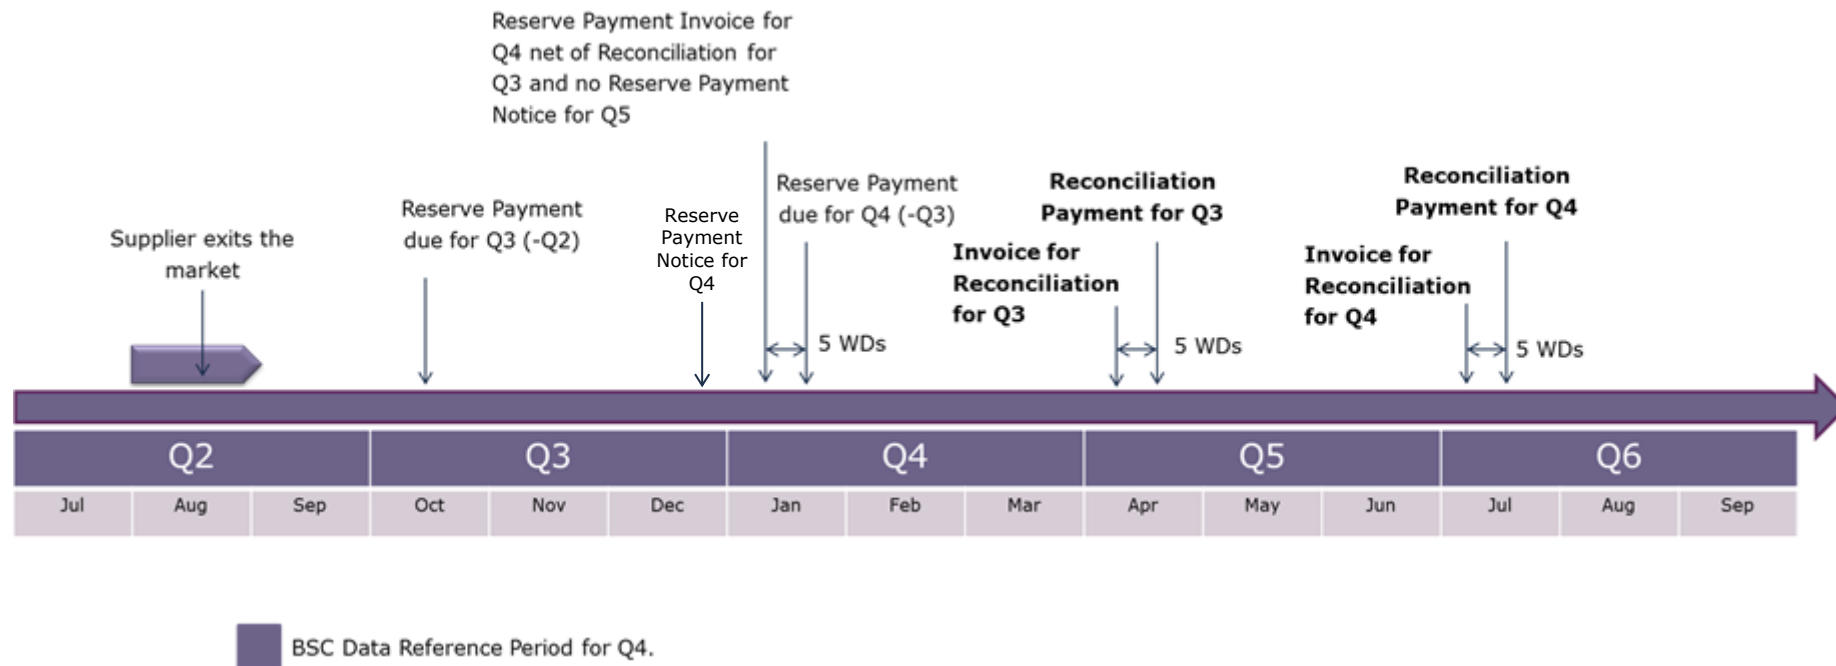 Reserve Payment Invoice for
Q4 net of Reconciliation for
Q3 and no Reserve Payment
Notice for Q5
Supplier exits the
market
Reserve Payment
due for Q3 (-Q2)
Reserve
Payment
Notice for
Q4
Reserve Payment
due for Q4 (-Q3)
5 WDs
Invoice for
Reconciliation
for Q3
Reconciliation
Payment for Q3
5 WDs
Invoice for
Reconciliation
for Q4
Reconciliation
Payment for Q4
5 WDs
Q2 Q3 Q4 Q5 Q6
Jul Aug Sep Oct Nov Dec Jan Feb Mar Apr May Jun Jul Aug Sep
BSC Data Reference Period for Q4.